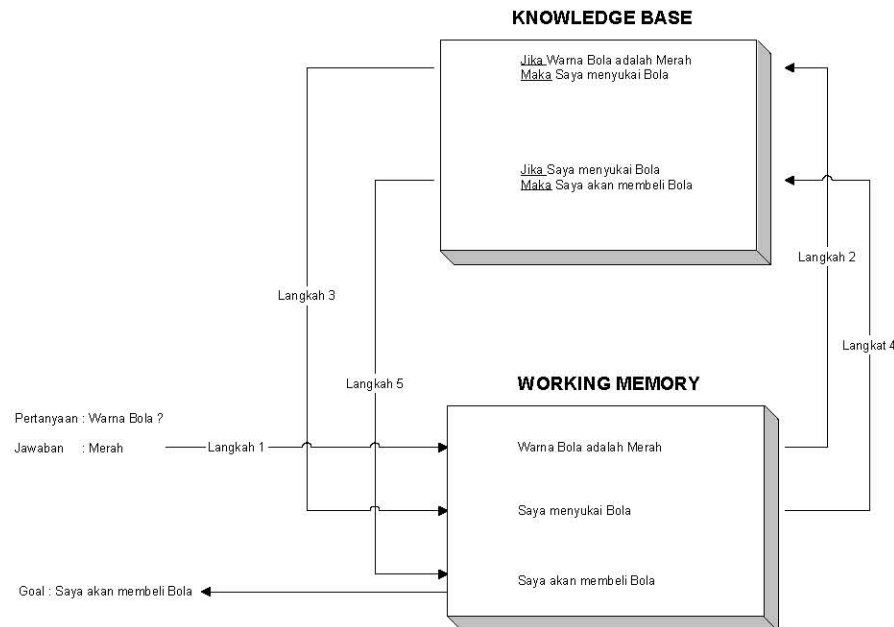 KNOWLEDGE BASE
Jika Warna Bola adalah Merah
Maka Saya menyukai Bola
Jika Saya menyukai Bola
Maka Saya akan membeli Bola
Langkah 2
Langkah 3
Langkat 4
Langkah 5
WORKING MEMORY
Pertanyaan : Warna Bola ?
Jawaban : Merah
Langkah 1
Warna Bola adalah Merah
Saya menyukai Bola
Saya akan membeli Bola
Goal : Saya akan membeli Bola